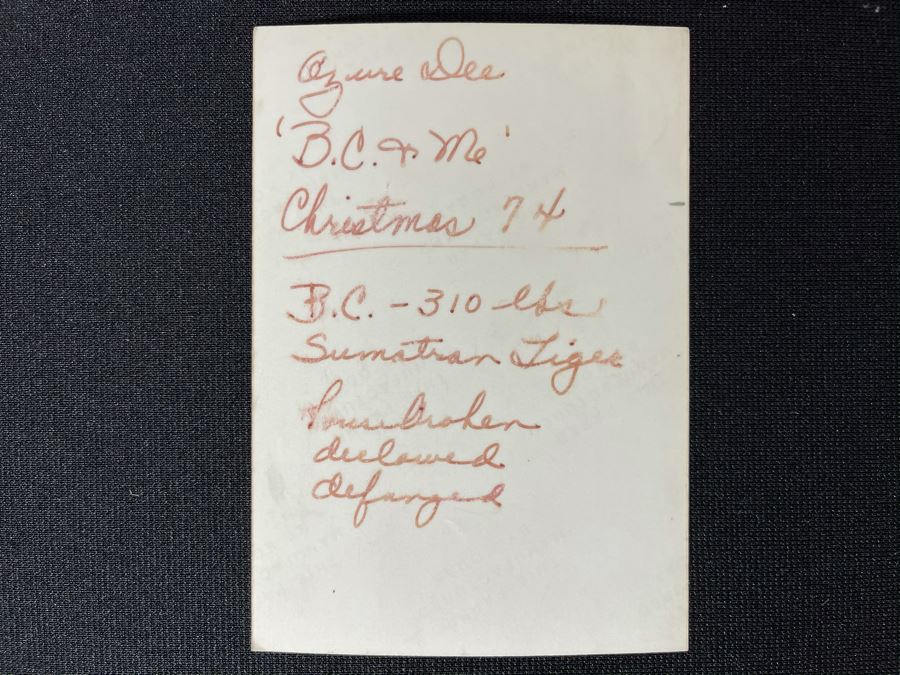 Azure Dee
'B.C. & Me'
Christmas 74
B.C. - 310 lbs
Sumatran Tiger
housebroken
declawed
defanged